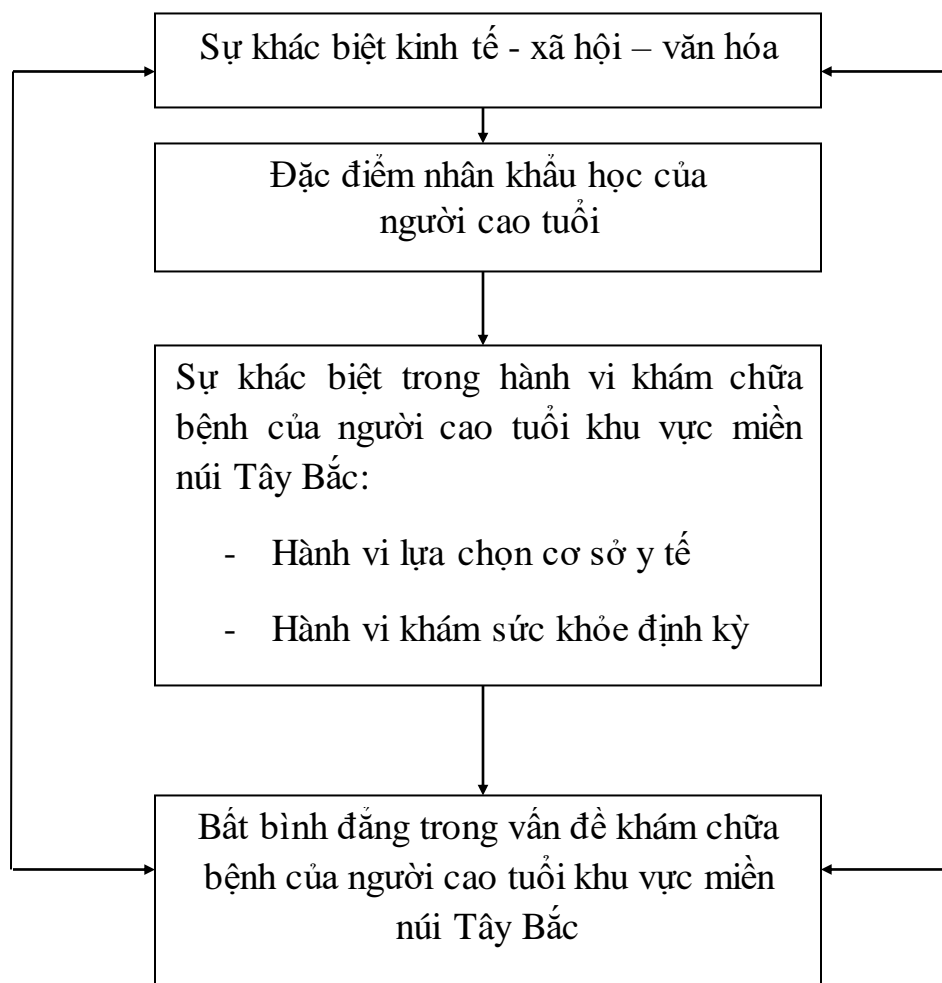 Sự khác biệt kinh tế - xã hội – văn hóa
Đặc điểm nhân khẩu học của
người cao tuổi
Sự khác biệt trong hành vi khám chữa
bệnh của người cao tuổi khu vực miền
núi Tây Bắc:
- Hành vi lựa chọn cơ sở y tế
- Hành vi khám sức khỏe định kỳ
Bất bình đẳng trong vấn đề khám chữa
bệnh của người cao tuổi khu vực miền
núi Tây Bắc